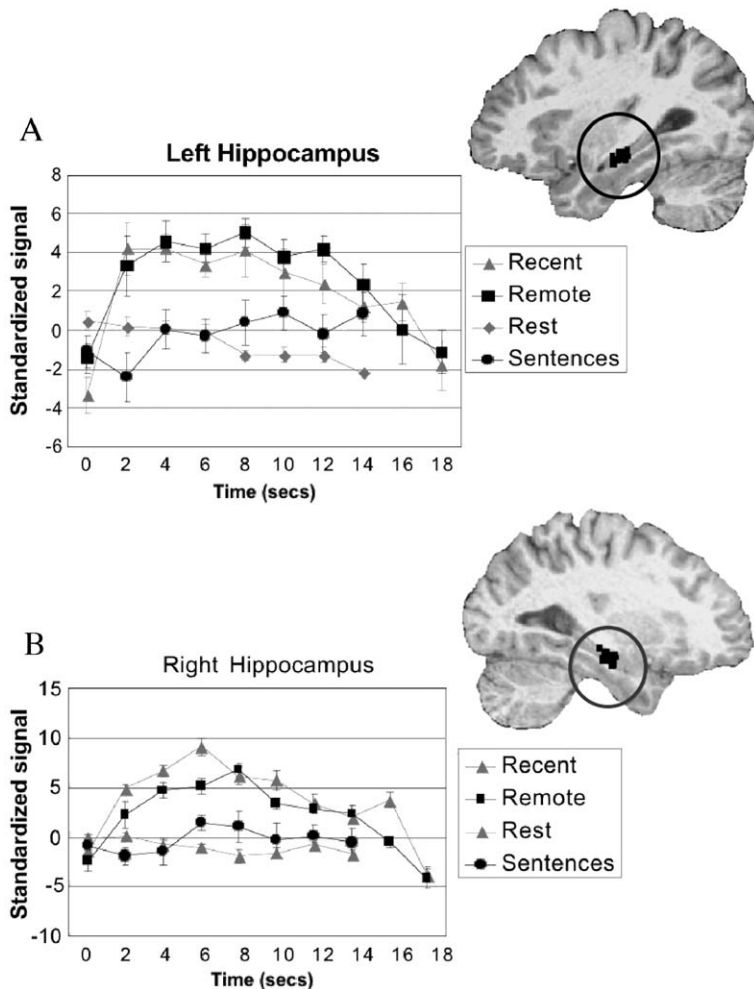 A
Left Hippocampus
Standardized signal
8
6
4
2
0
-2
-4
-6
0 2 4 6 8 10 12 14 16 18
Time (secs)
Recent
Remote
Rest
Sentences
B
Right Hippocampus
Standardized signal
15
10
5
0
-5
-10
0 2 4 6 8 10 12 14 16 18
Time (secs)
Recent
Remote
Rest
Sentences